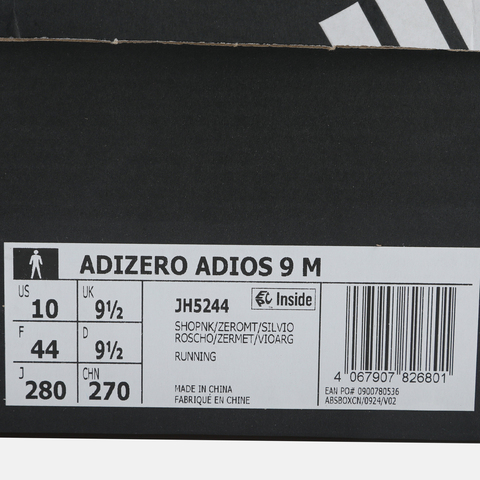 ADIZERO ADIOS 9 M
US 10 UK 9½
F 44 D 9½
J 280 CHN 270
JH5244 Inside
SHOPNK/ZEROMT/SILVIO
ROSCHO/ZERMET/VIOARG
RUNNING
MADE IN CHINA
FABRIQUÉ EN CHINE
4 067907 826801
EAN PO# 0900780536
ABSBOXCN/0924/V02